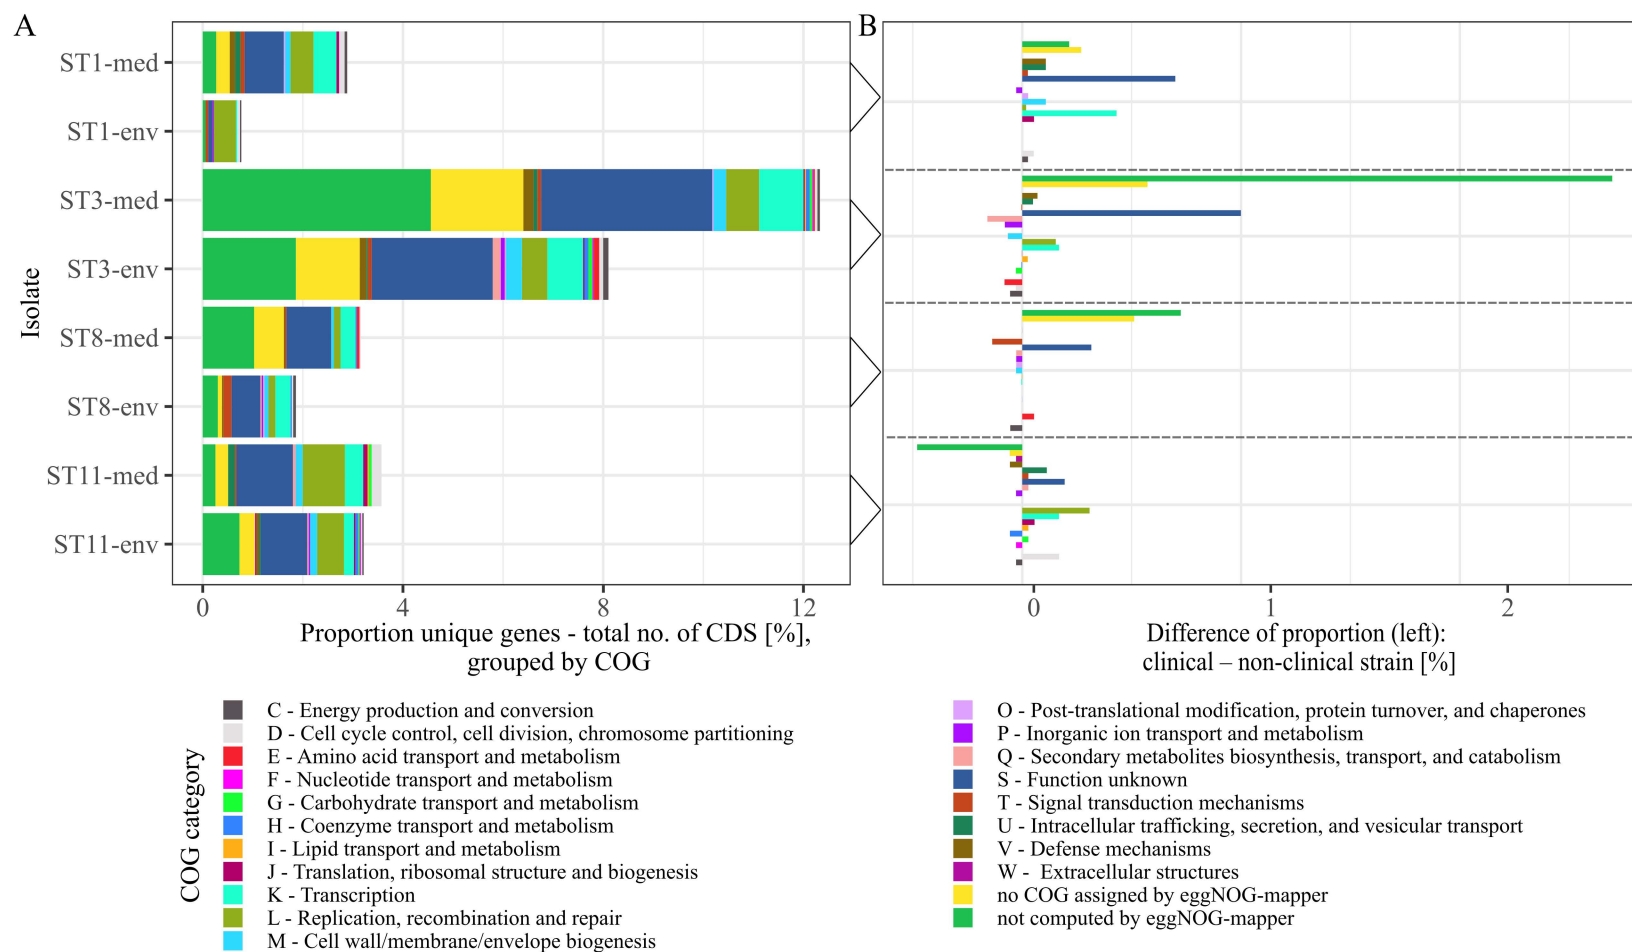 A
B
Isolate
ST1-med
ST1-env
ST3-med
ST3-env
ST8-med
ST8-env
ST11-med
ST11-env
0 4 8 12
Proportion unique genes - total no. of CDS [%],
grouped by COG
0 1 2
Difference of proportion (left):
clinical – non-clinical strain [%]
COG category
C - Energy production and conversion
D - Cell cycle control, cell division, chromosome partitioning
E - Amino acid transport and metabolism
F - Nucleotide transport and metabolism
G - Carbohydrate transport and metabolism
H - Coenzyme transport and metabolism
I - Lipid transport and metabolism
J - Translation, ribosomal structure and biogenesis
K - Transcription
L - Replication, recombination and repair
M - Cell wall/membrane/envelope biogenesis
O - Post-translational modification, protein turnover, and chaperones
P - Inorganic ion transport and metabolism
Q - Secondary metabolites biosynthesis, transport, and catabolism
S - Function unknown
T - Signal transduction mechanisms
U - Intracellular trafficking, secretion, and vesicular transport
V - Defense mechanisms
W - Extracellular structures
no COG assigned by eggNOG-mapper
not computed by eggNOG-mapper